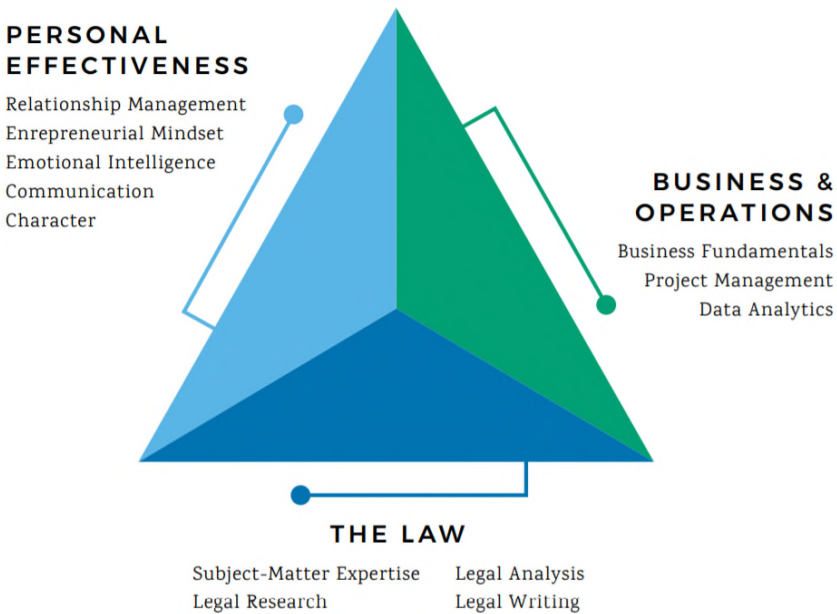 PERSONAL
EFFECTIVENESS
Relationship Management
Enrepreneurial Mindset
Emotional Intelligence
Communication
Character
BUSINESS &
OPERATIONS
Business Fundamentals
Project Management
Data Analytics
THE LAW
Subject-Matter Expertise
Legal Research
Legal Analysis
Legal Writing